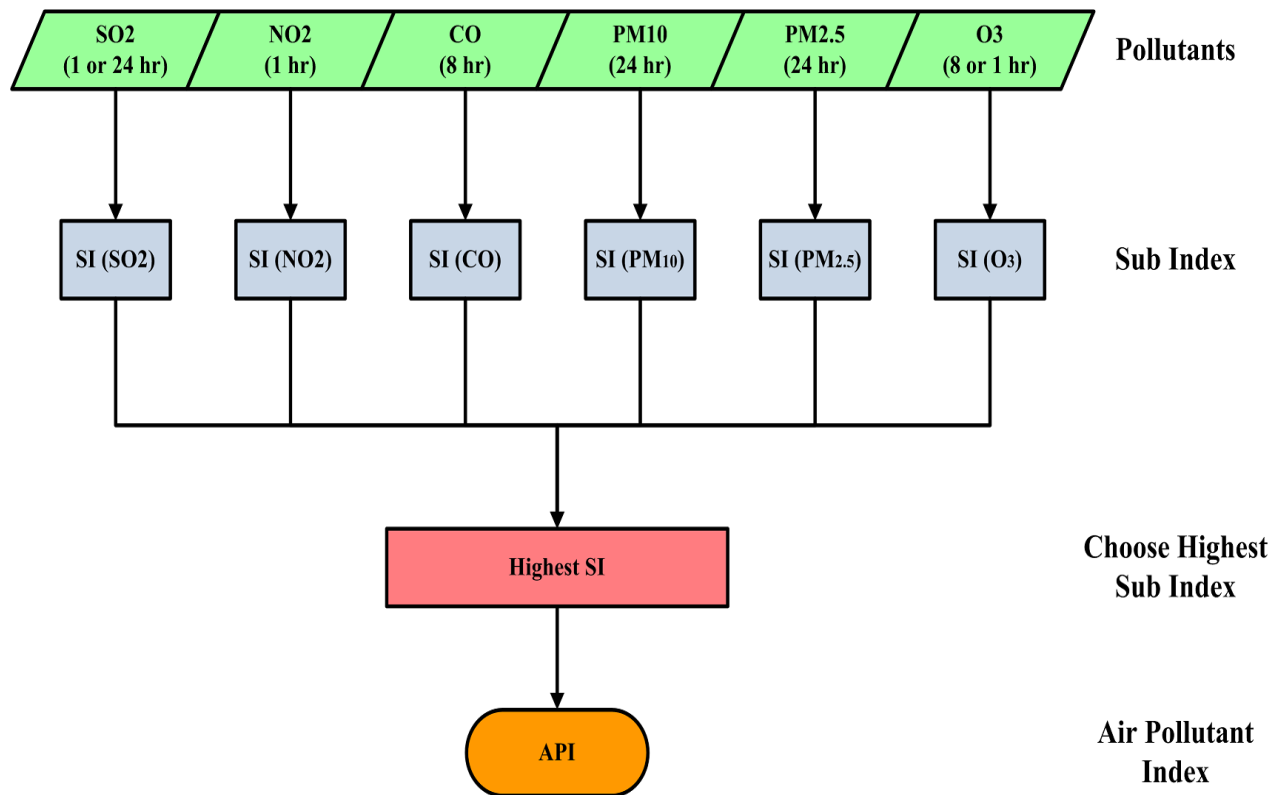 SO2
(1 or 24 hr)
NO2
(1 hr)
CO
(8 hr)
PM10
(24 hr)
PM2.5
(24 hr)
O3
(8 or 1 hr)
Pollutants
SI (SO2)
SI (NO2)
SI (CO)
SI (PM10)
SI (PM2.5)
SI (O3)
Sub Index
Highest SI
Choose Highest
Sub Index
API
Air Pollutant
Index